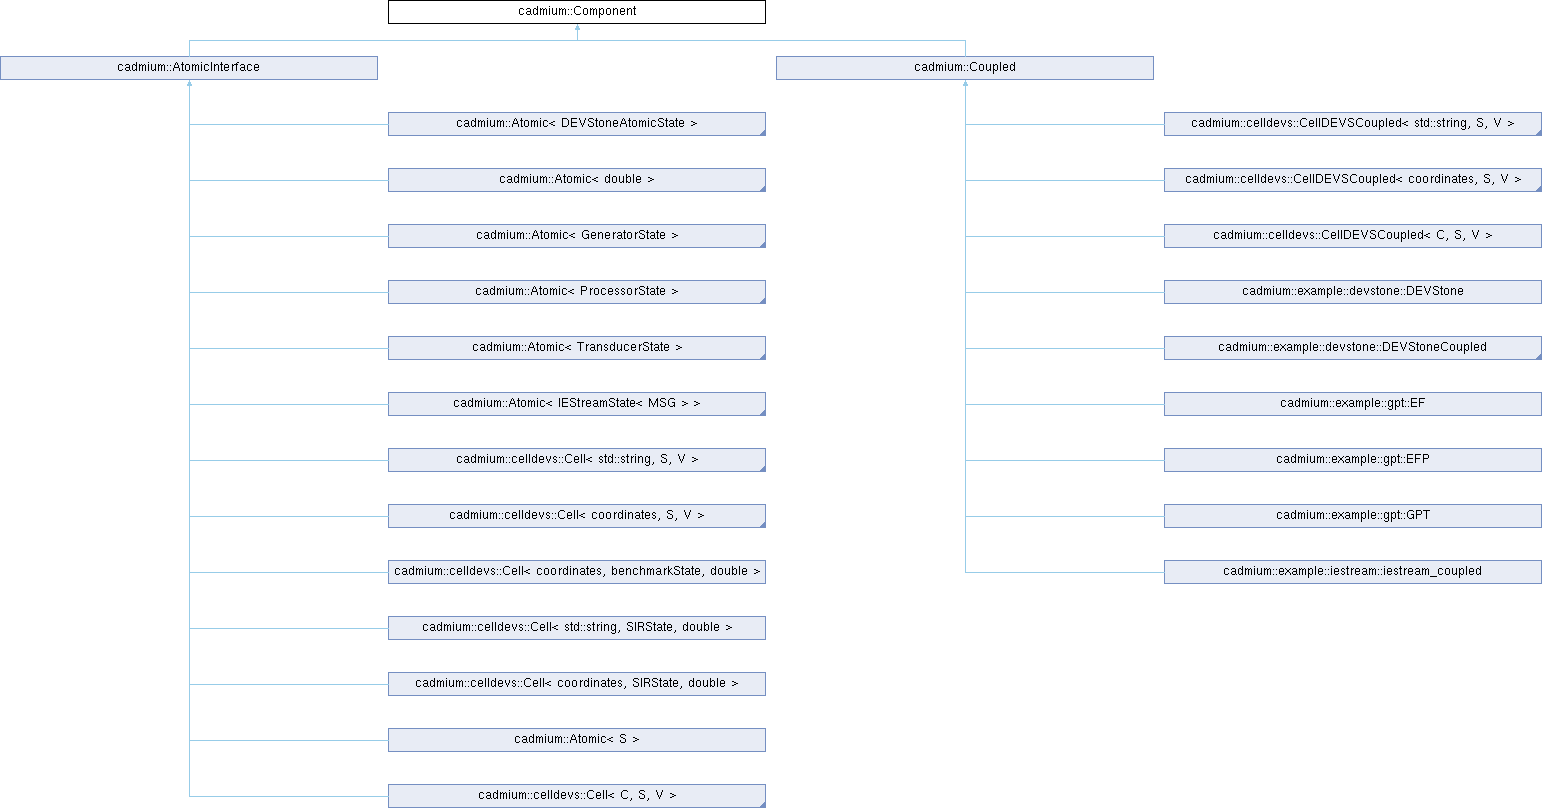 cadmium::Component
cadmium::AtomicInterface
cadmium::Coupled
cadmium::Atomic< DEVStoneAtomicState >
cadmium::Atomic< double >
cadmium::Atomic< GeneratorState >
cadmium::Atomic< ProcessorState >
cadmium::Atomic< TransducerState >
cadmium::Atomic< IEStreamState< MSG > >
cadmium::celldevs::Cell< std::string, S, V >
cadmium::celldevs::Cell< coordinates, S, V >
cadmium::celldevs::Cell< coordinates, benchmarkState, double >
cadmium::celldevs::Cell< std::string, SIRState, double >
cadmium::celldevs::Cell< coordinates, SIRState, double >
cadmium::Atomic< S >
cadmium::celldevs::Cell< C, S, V >
cadmium::celldevs::CellDEVSCoupled< std::string, S, V >
cadmium::celldevs::CellDEVSCoupled< coordinates, S, V >
cadmium::celldevs::CellDEVSCoupled< C, S, V >
cadmium::example::devstone::DEVStone
cadmium::example::devstone::DEVStoneCoupled
cadmium::example::gpt::EF
cadmium::example::gpt::EFP
cadmium::example::gpt::GPT
cadmium::example::iestream::iestream_coupled